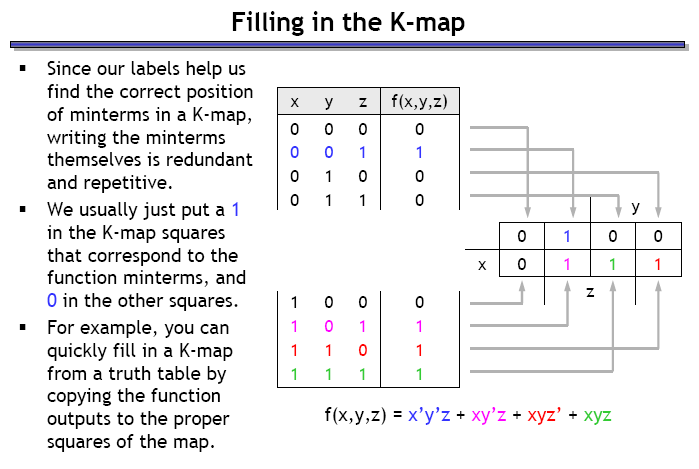 Filling in the K-map
▪ Since our labels help us
find the correct position
of minterms in a K-map,
writing the minterms
themselves is redundant
and repetitive.
▪ We usually just put a 1
in the K-map squares
that correspond to the
function minterms, and
0 in the other squares.
▪ For example, you can
quickly fill in a K-map
from a truth table by
copying the function
outputs to the proper
squares of the map.
x y z f(x,y,z)
0 0 0 0
0 0 1 1
0 1 0 0
0 1 1 0
1 0 0 0
1 0 1 1
1 1 0 1
1 1 1 1
y
0 1 0 0
x 0 1 1 1
z
f(x,y,z) = x’y’z + xy’z + xyz’ + xyz